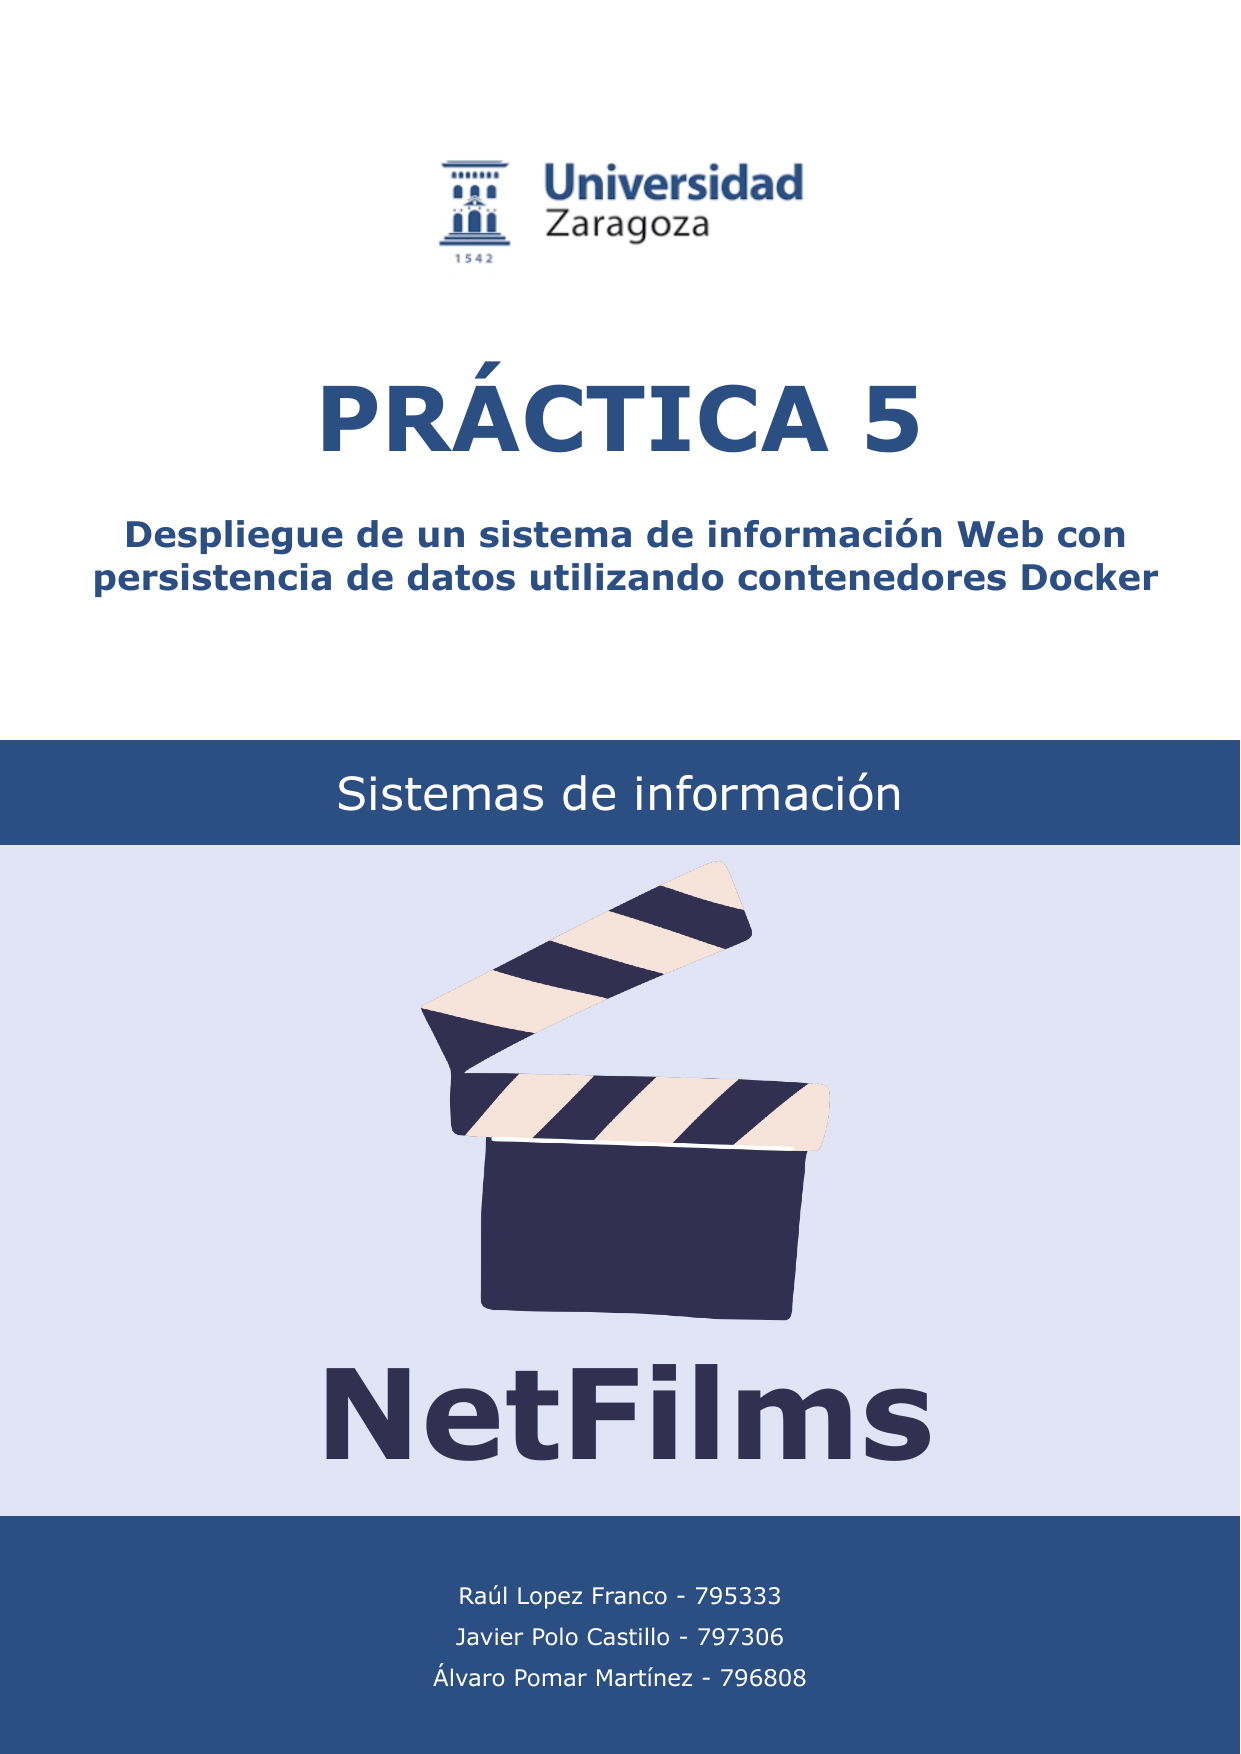 Universidad
Zaragoza
1542
PRÁCTICA 5
Despliegue de un sistema de información Web con
persistencia de datos utilizando contenedores Docker
Sistemas de información
NetFilms
Raúl Lopez Franco - 795333
Javier Polo Castillo - 797306
Álvaro Pomar Martínez - 796808